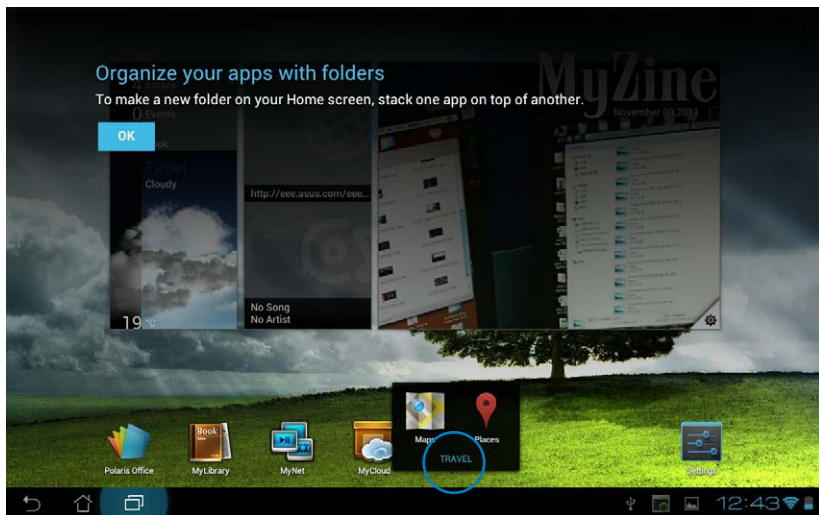 Organize your apps with folders
To make a new folder on your Home screen, stack one app on top of another.
OK
Emails
0 Events
MyZine
November 09,2011
Taipei
Cloudy
19 °C
http://eee.asus.com/eee...
No Song
No Artist
Maps
Places
TRAVEL
Polaris Office
Book
MyLibrary
MyNet
MyCloud
Settings
12:43